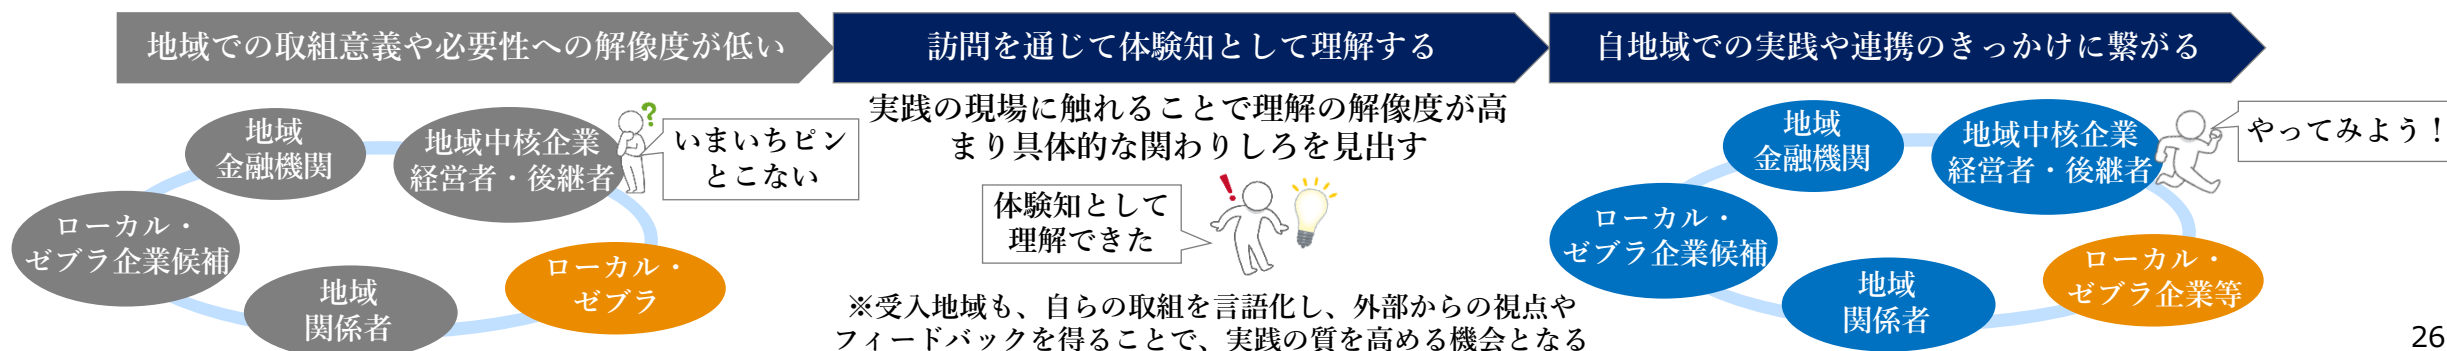 地域での取組意義や必要性への解像度が低い
訪問を通じて体験知として理解する
自地域での実践や連携のきっかけに繋がる
地域
金融機関
地域中核企業
経営者・後継者
?
いまいちピン
とこない
ローカル・
ゼブラ企業候補
地域
関係者
ローカル・
ゼブラ
実践の現場に触れることで理解の解像度が高
まり具体的な関わりしろを見出す
体験知として
理解できた
!
※受入地域も、自らの取組を言語化し、外部からの視点や
フィードバックを得ることで、実践の質を高める機会となる
地域
金融機関
地域中核企業
経営者・後継者
やってみよう！
ローカル・
ゼブラ企業候補
地域
関係者
ローカル・
ゼブラ企業等
26